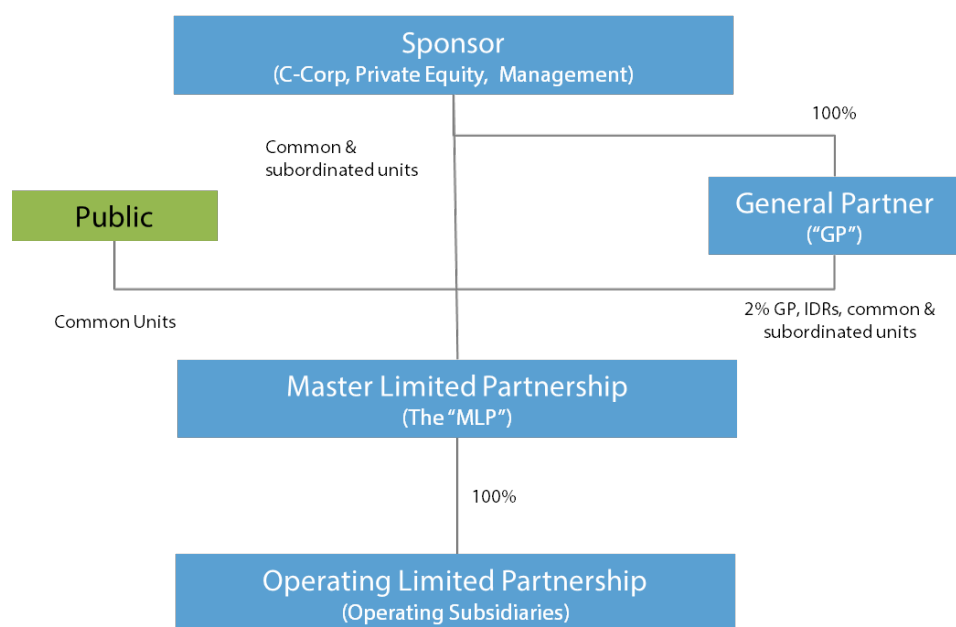 Sponsor
(C-Corp, Private Equity, Management)
100%
Common &
subordinated units
Public
General Partner
(“GP”)
Common Units
2% GP, IDRs, common &
subordinated units
Master Limited Partnership
(The “MLP”)
100%
Operating Limited Partnership
(Operating Subsidiaries)